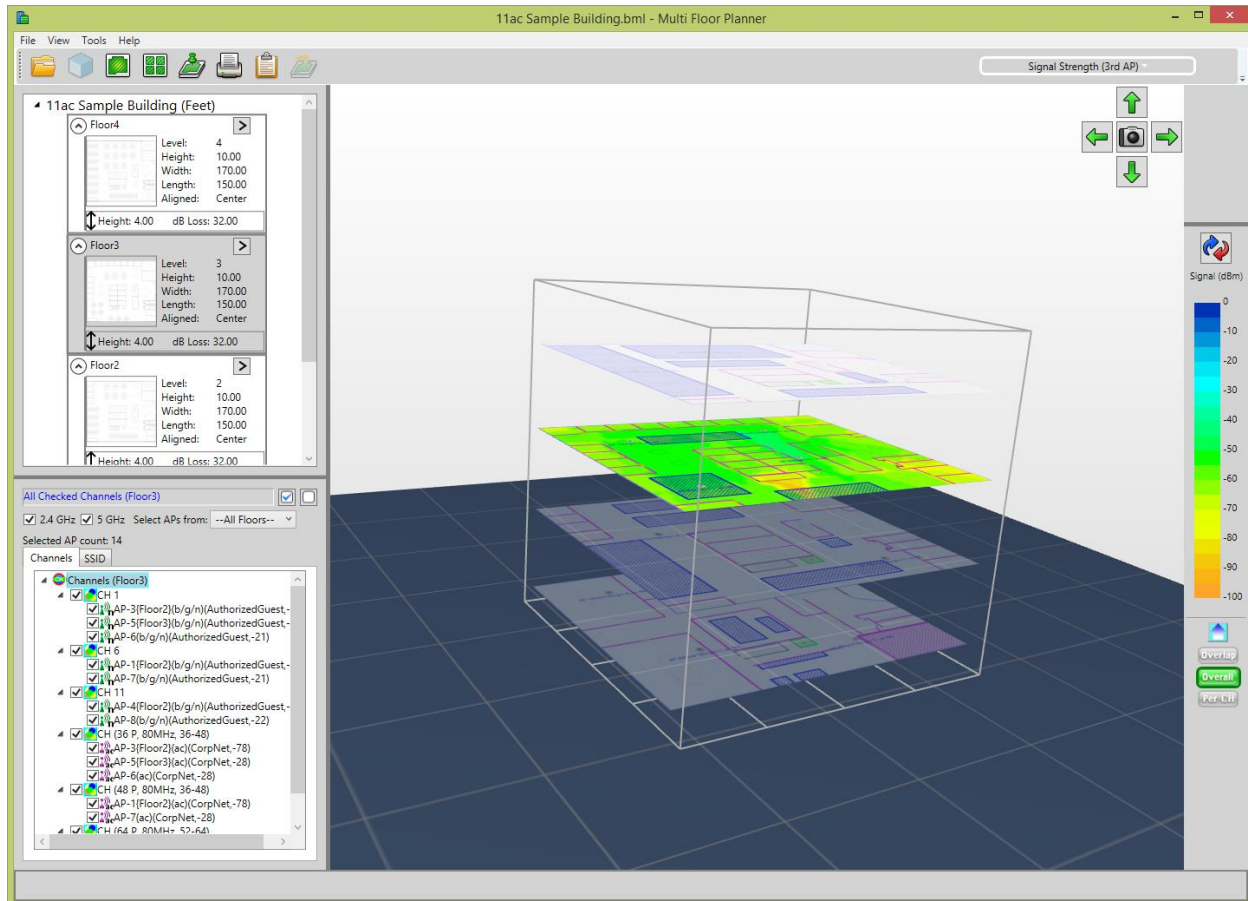 11ac Sample Building.bml - Multi Floor Planner
File View Tools Help
Signal Strength (3rd AP)
11ac Sample Building (Feet)
Floor4
Level: 4
Height: 10.00
Width: 170.00
Length: 150.00
Aligned: Center
Height: 4.00 dB Loss: 32.00
Floor3
Level: 3
Height: 10.00
Width: 170.00
Length: 150.00
Aligned: Center
Height: 4.00 dB Loss: 32.00
Floor2
Level: 2
Height: 10.00
Width: 170.00
Length: 150.00
Aligned: Center
Height: 4.00 dB Loss: 32.00
All Checked Channels (Floor3)
2.4 GHz 5 GHz Select APs from: --All Floors--
Selected AP count: 14
Channels SSID
Channels (Floor3)
CH 1
AP-3{Floor2}(b/g/n)(AuthorizedGuest,-
AP-5{Floor3}(b/g/n)(AuthorizedGuest,-
AP-6(b/g/n)(AuthorizedGuest,-21)
CH 6
AP-1{Floor2}(b/g/n)(AuthorizedGuest,-
AP-7(b/g/n)(AuthorizedGuest,-21)
CH 11
AP-4{Floor2}(b/g/n)(AuthorizedGuest,-
AP-8(b/g/n)(AuthorizedGuest,-22)
CH (36 P, 80MHz, 36-48)
AP-3{Floor2}(ac)(CorpNet,-78)
AP-5{Floor3}(ac)(CorpNet,-28)
AP-6(ac)(CorpNet,-28)
CH (48 P, 80MHz, 36-48)
AP-1{Floor2}(ac)(CorpNet,-78)
AP-7(ac)(CorpNet,-28)
CH (64 P, 80MHz, 52-64)
Signal (dBm)
0
-10
-20
-30
-40
-50
-60
-70
-80
-90
-100
Overlap
Overall
Per CH